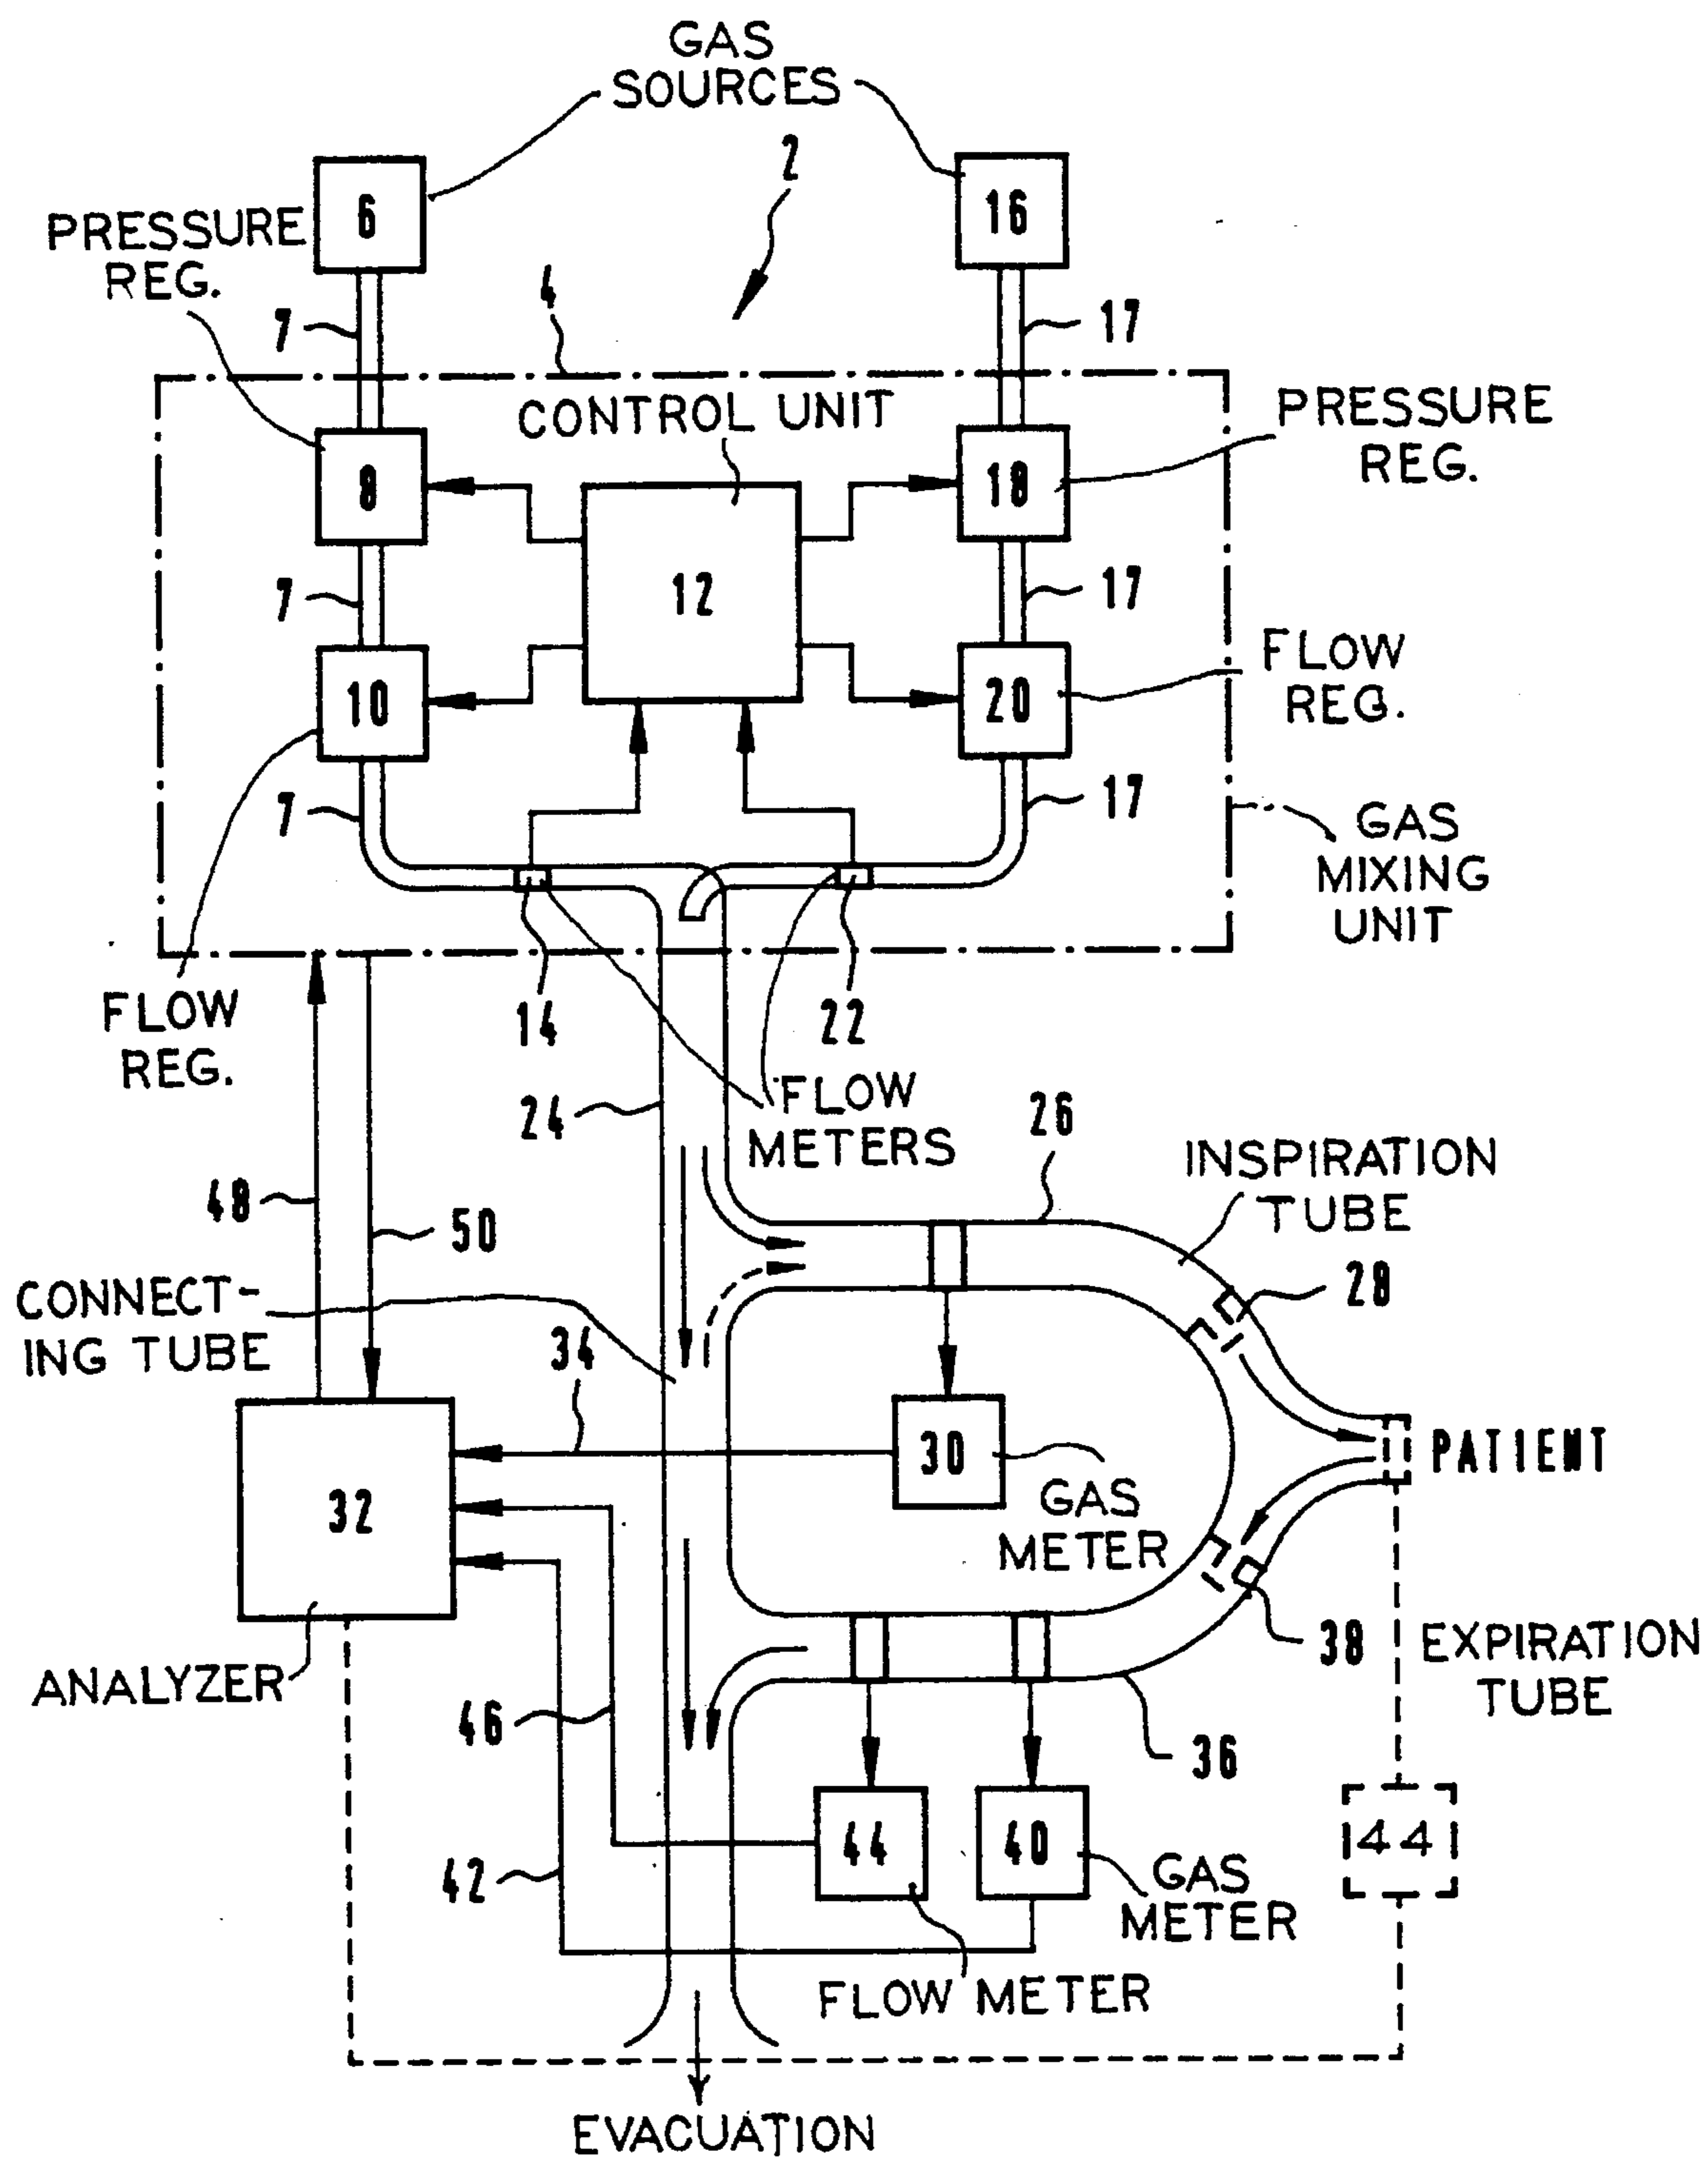 GAS
SOURCES
2
6
16
PRESSURE
REG.
4
7
17
CONTROL UNIT
PRESSURE
REG.
8
18
12
7
17
FLOW
REG.
10
20
7
17
GAS
MIXING
UNIT
14
22
FLOW
REG.
FLOW
METERS
24
26
INSPIRATION
TUBE
48
50
28
CONNECT-
ING TUBE
34
30
PATIENT
32
GAS
METER
38
EXPIRATION
TUBE
ANALYZER
46
36
44
40
44
42
GAS
METER
FLOW METER
EVACUATION